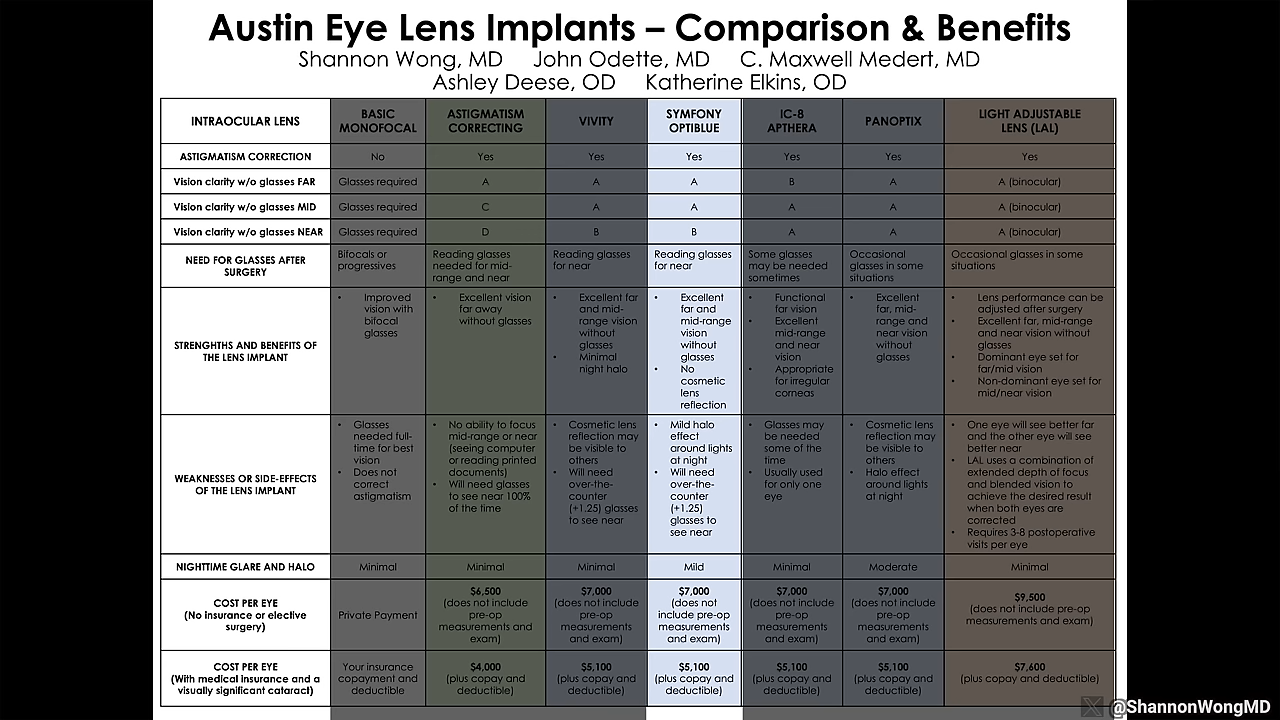 Austin Eye Lens Implants – Comparison & Benefits
Shannon Wong, MD John Odette, MD C. Maxwell Medert, MD
Ashley Deese, OD Katherine Elkins, OD
INTRAOCULAR LENS
BASIC
MONOFOCAL
ASTIGMATISM
CORRECTING
VIVITY
SYMFONY
OPTIBLUE
IC-8
APTHERA
PANOPTIX
LIGHT ADJUSTABLE
LENS (LAL)
ASTIGMATISM CORRECTION
No
Yes
Yes
Yes
Yes
Yes
Yes
Vision clarity w/o glasses FAR
Glasses required
A
A
A
B
A
A (binocular)
Vision clarity w/o glasses MID
Glasses required
C
A
A
A
A
A (binocular)
Vision clarity w/o glasses NEAR
Glasses required
D
B
B
A
A
A (binocular)
NEED FOR GLASSES AFTER
SURGERY
Bifocals or
progressives
Reading glasses
needed for mid-
range and near
Reading glasses
for near
Reading glasses
for near
Some glasses
may be needed
sometimes
Occasional
glasses in some
situations
Occasional glasses in some
situations
STRENGHTHS AND BENEFITS OF
THE LENS IMPLANT
• Improved
vision with
bifocal
glasses
• Excellent vision
far away
without glasses
• Excellent far
and mid-
range vision
without
glasses
• Minimal
night halo
• Excellent
far and
mid-range
vision
without
glasses
• No
cosmetic
lens
reflection
• Functional
far vision
• Excellent
mid-range
and near
vision
• Appropriate
for irregular
corneas
• Excellent
far, mid-
range and
near vision
without
glasses
• Lens performance can be
adjusted after surgery
• Excellent far, mid-range
and near vision without
glasses
• Dominant eye set for
far/mid vision
• Non-dominant eye set for
mid/near vision
WEAKNESSES OR SIDE-EFFECTS
OF THE LENS IMPLANT
• Glasses
needed full-
time for best
vision
• Does not
correct
astigmatism
• No ability to focus
mid-range or near
(seeing computer
or reading printed
documents)
• Will need glasses
to see near 100%
of the time
• Cosmetic lens
reflection may
be visible to
others
• Will need
over-the-
counter
(+1.25) glasses
to see near
• Mild halo
effect
around lights
at night
• Will need
over-the-
counter
(+1.25)
glasses to
see near
• Glasses may
be needed
some of the
time
• Usually used
for only one
eye
• Cosmetic lens
reflection may
be visible to
others
• Halo effect
around lights
at night
• One eye will see better far
and the other eye will see
better near
• LAL uses a combination of
extended depth of focus
and blended vision to
achieve the desired result
when both eyes are
corrected
• Requires 3-8 postoperative
visits per eye
NIGHTTIME GLARE AND HALO
Minimal
Minimal
Minimal
Mild
Minimal
Moderate
Minimal
COST PER EYE
(No insurance or elective
surgery)
Private Payment
$6,500
(does not include
pre-op
measurements and
exam)
$7,000
(does not include
pre-op
measurements
and exam)
$7,000
(does not
include pre-op
measurements
and exam)
$7,000
(does not include
pre-op
measurements
and exam)
$7,000
(does not include
pre-op
measurements
and exam)
$9,500
(does not include pre-op
measurements and exam)
COST PER EYE
(With medical insurance and a
visually significant cataract)
Your insurance
copayment and
deductible
$4,000
(plus copay and
deductible)
$5,100
(plus copay and
deductible)
$5,100
(plus copay and
deductible)
$5,100
(plus copay and
deductible)
$5,100
(plus copay and
deductible)
$7,600
(plus copay and deductible)
@ShannonWongMD